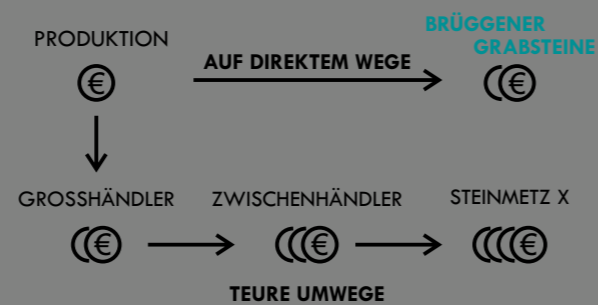 BRÜGGENER
GRABSTEINE
PRODUKTION
AUF DIREKTEM WEGE
€
€
GROSSHÄNDLER
ZWISCHENHÄNDLER
STEINMETZ X
€
€
€
TEURE UMWEGE